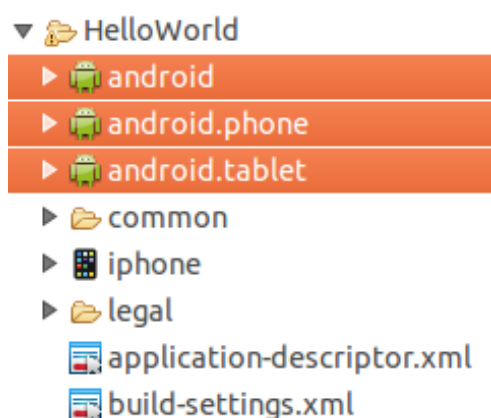 HelloWorld
android
android.phone
android.tablet
common
iphone
legal
application-descriptor.xml
build-settings.xml